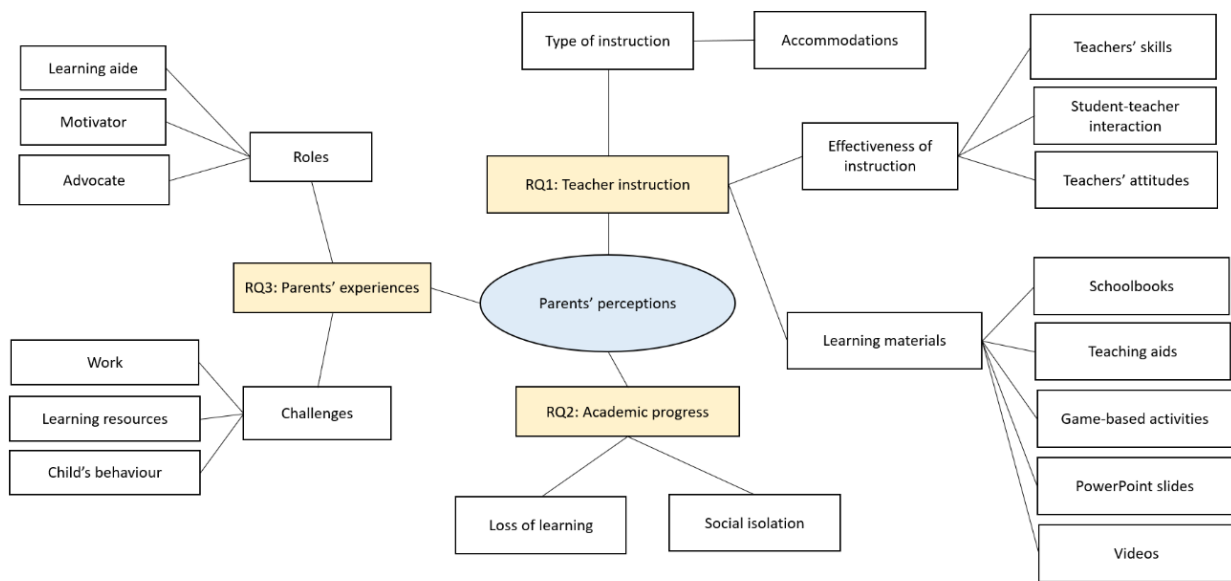 Type of instruction
Accommodations
Learning aide
Motivator
Advocate
Roles
RQ1: Teacher instruction
Effectiveness of
instruction
Teachers’ skills
Student-teacher
interaction
Teachers’ attitudes
RQ3: Parents’ experiences
Parents’ perceptions
Learning materials
Schoolbooks
Teaching aids
Game-based activities
PowerPoint slides
Videos
Work
Learning resources
Child’s behaviour
Challenges
RQ2: Academic progress
Loss of learning
Social isolation